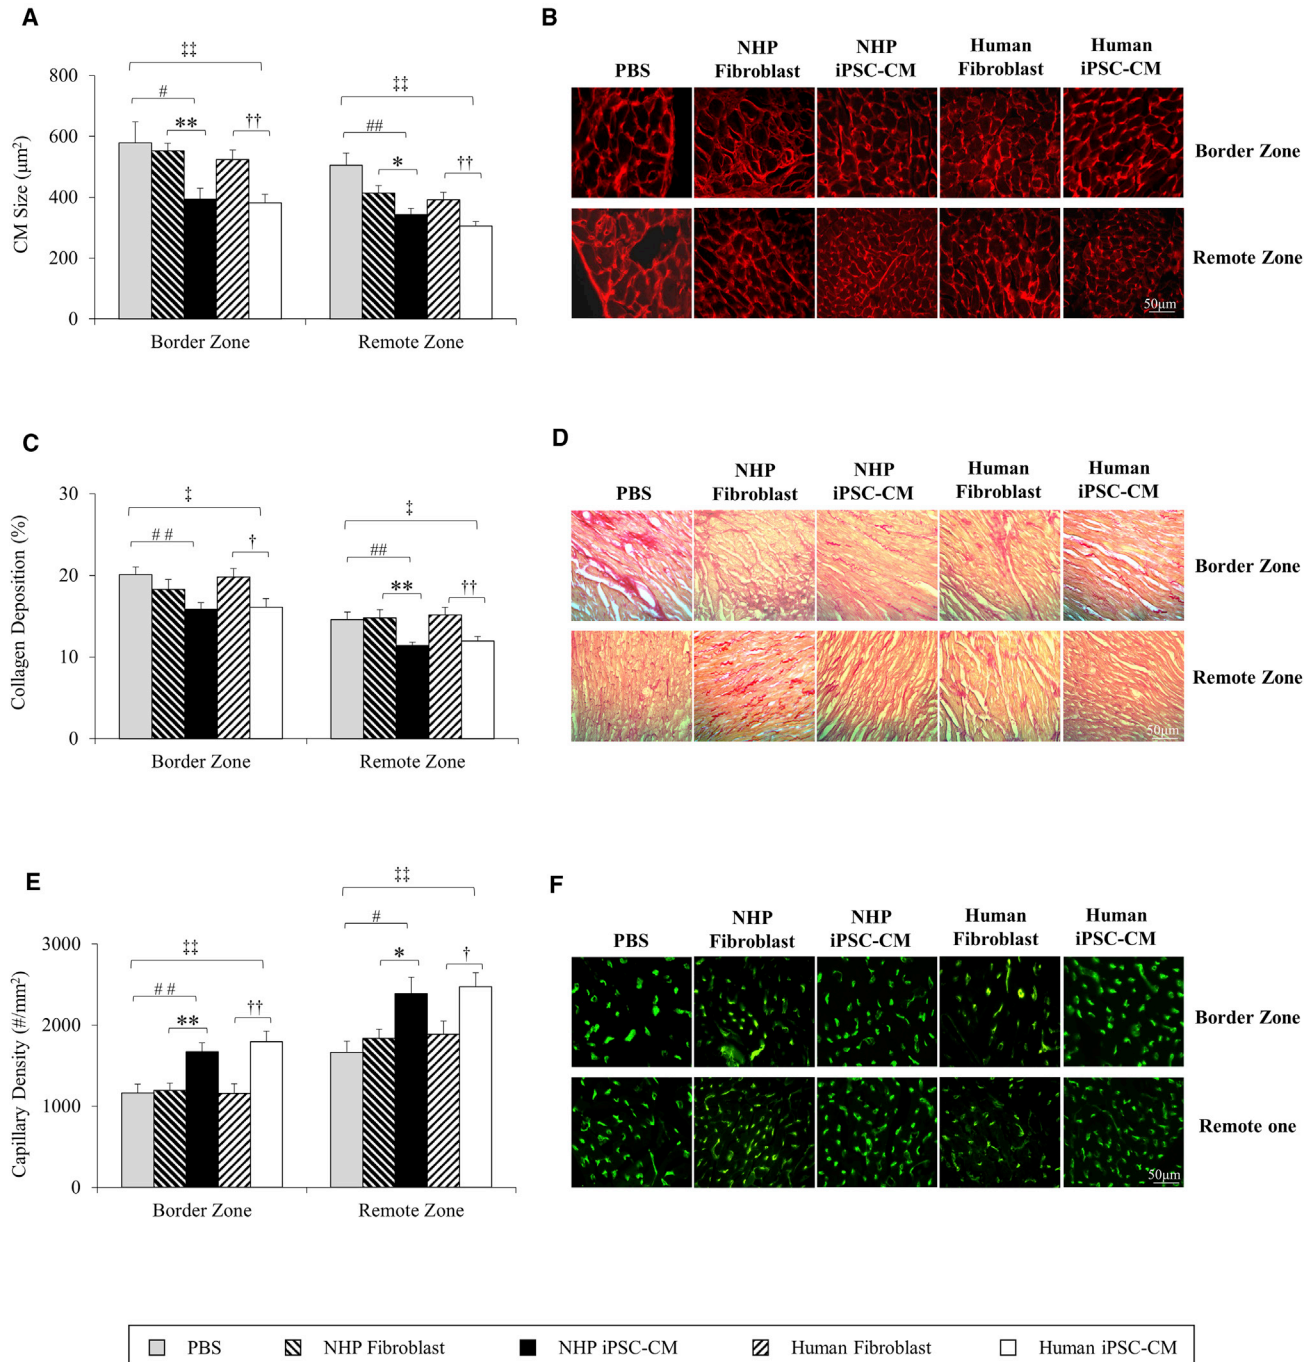 A
‡‡
800
#
**
††
600
400
200
0
CM Size (µm²)
‡‡
##
*
††
Border Zone
Remote Zone
B
PBS
NHP
Fibroblast
NHP
iPSC-CM
Human
Fibroblast
Human
iPSC-CM
Border Zone
Remote Zone
50µm
C
30
20
10
0
Collagen Deposition (%)
‡
# #
†
‡
##
**
††
Border Zone
Remote Zone
D
PBS
NHP
Fibroblast
NHP
iPSC-CM
Human
Fibroblast
Human
iPSC-CM
Border Zone
Remote Zone
50µm
E
3000
2000
1000
0
Capillary Density (#/mm²)
‡‡
# #
**
††
‡‡
#
*
†
Border Zone
Remote Zone
F
PBS
NHP
Fibroblast
NHP
iPSC-CM
Human
Fibroblast
Human
iPSC-CM
Border Zone
Remote one
50µm
PBS
NHP Fibroblast
NHP iPSC-CM
Human Fibroblast
Human iPSC-CM